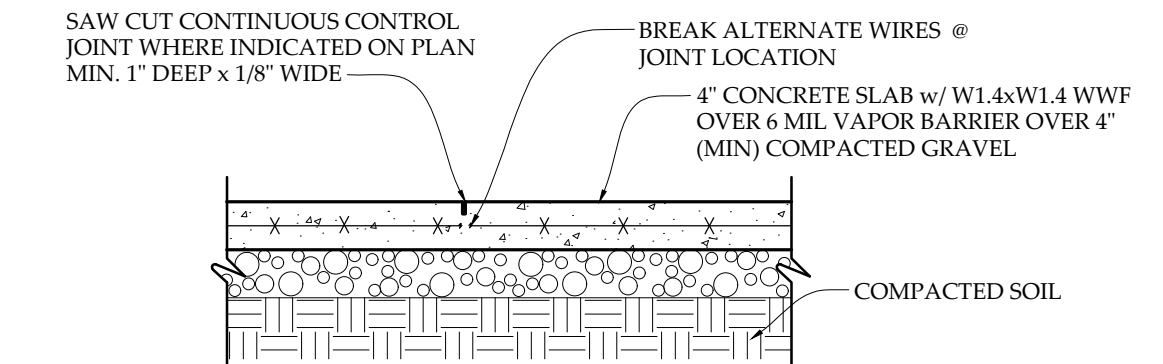 SAW CUT CONTINUOUS CONTROL
JOINT WHERE INDICATED ON PLAN
MIN. 1" DEEP x 1/8" WIDE
BREAK ALTERNATE WIRES @
JOINT LOCATION
4" CONCRETE SLAB w/ W1.4xW1.4 WWF
OVER 6 MIL VAPOR BARRIER OVER 4"
(MIN) COMPACTED GRAVEL
COMPACTED SOIL